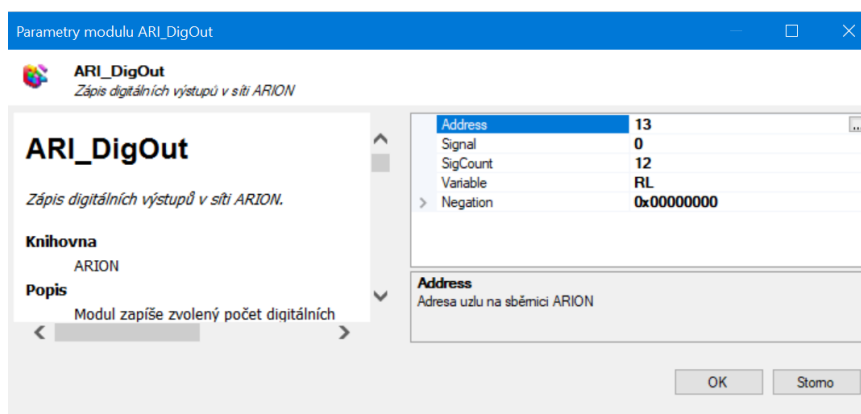 Parametry modulu ARI_DigOut
ARI_DigOut
Zápis digitálních výstupů v síti ARION
ARI_DigOut
Zápis digitálních výstupů v síti ARION.
Knihovna
ARION
Popis
Modul zapíše zvolený počet digitálních
Address 13 ...
Signal 0
SigCount 12
Variable RL
Negation 0x00000000
Address
Adresa uzlu na sběrnici ARION
OK Storno